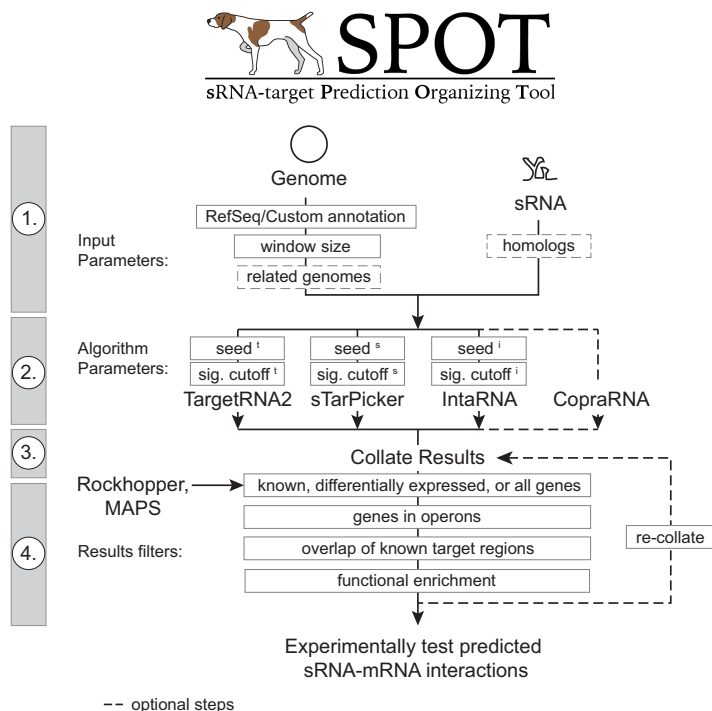 SPOT
sRNA-target Prediction Organizing Tool
1.
Genome
sRNA
RefSeq/Custom annotation
Input
Parameters:
window size
homologs
related genomes
2.
Algorithm
Parameters:
seed t
seed s
seed i
sig. cutoff t
sig. cutoff s
sig. cutoff i
TargetRNA2
sTarPicker
IntaRNA
CopraRNA
3.
Collate Results
Rockhopper,
MAPS
known, differentially expressed, or all genes
genes in operons
re-collate
4.
Results filters:
overlap of known target regions
functional enrichment
Experimentally test predicted
sRNA-mRNA interactions
-- optional steps